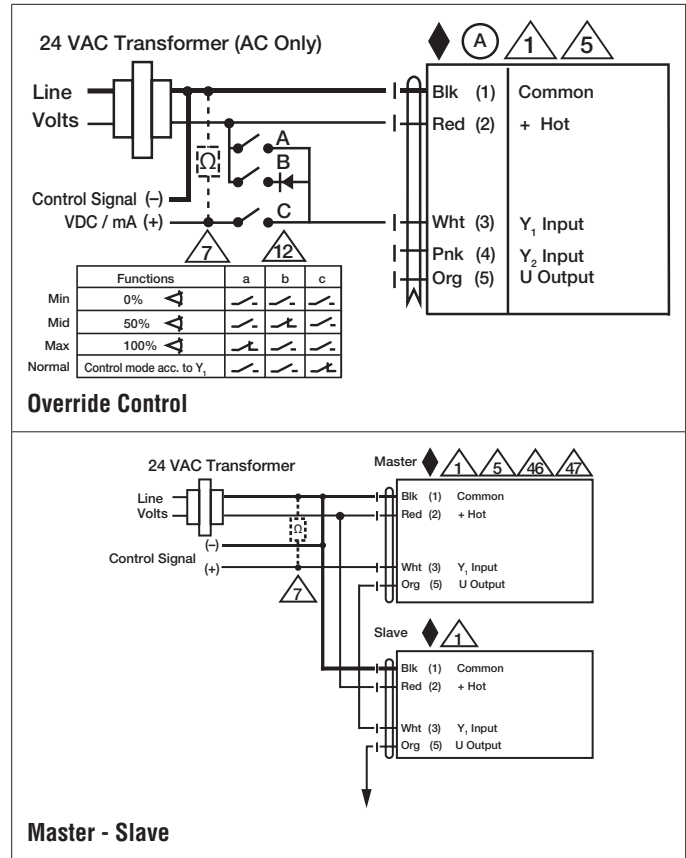 24 VAC Transformer (AC Only)
A 1 5
Line
Volts
Blk (1) Common
Red (2) + Hot
A
B
C
Ω
Control Signal (–)
VDC / mA (+)
Wht (3) Y₁ Input
Pnk (4) Y₂ Input
Org (5) U Output
7 12
Functions a b c
Min 0%
Mid 50%
Max 100%
Normal Control mode acc. to Y₁
Override Control
24 VAC Transformer
Master 1 5 46 47
Line
Volts
Blk (1) Common
Red (2) + Hot
Ω
Control Signal (–)
(+)
Wht (3) Y₁ Input
Org (5) U Output
7
Slave 1
Blk (1) Common
Red (2) + Hot
Wht (3) Y₁ Input
Org (5) U Output
Master - Slave